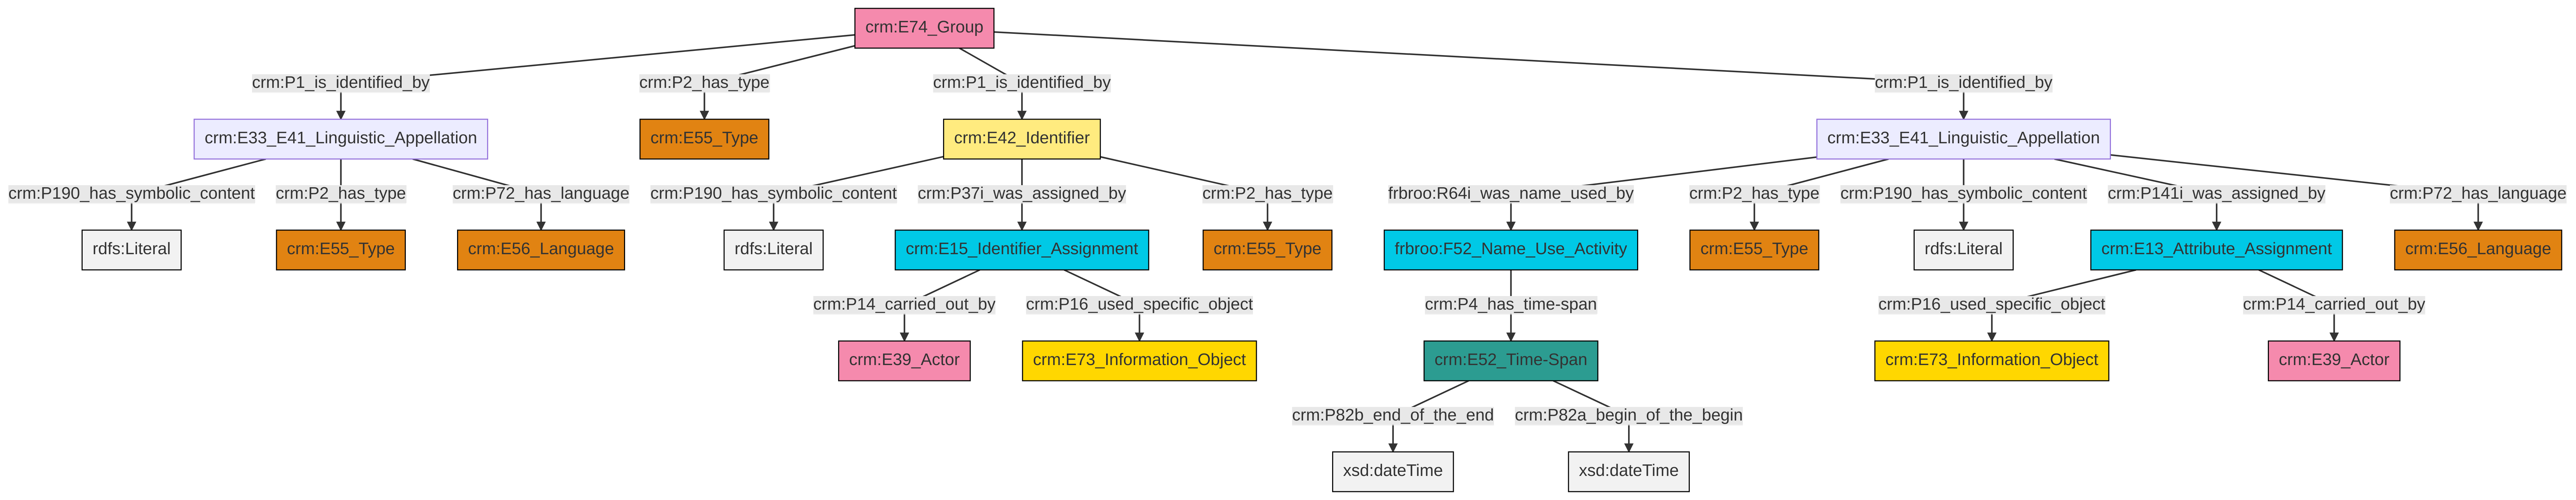 crm:E74_Group
crm:P1_is_identified_by
crm:P2_has_type
crm:P1_is_identified_by
crm:P1_is_identified_by
crm:E33_E41_Linguistic_Appellation
crm:E55_Type
crm:E42_Identifier
crm:E33_E41_Linguistic_Appellation
crm:P190_has_symbolic_content
crm:P2_has_type
crm:P72_has_language
crm:P190_has_symbolic_content
crm:P37i_was_assigned_by
crm:P2_has_type
frbroo:R64i_was_name_used_by
crm:P2_has_type
crm:P190_has_symbolic_content
crm:P141i_was_assigned_by
crm:P72_has_language
rdfs:Literal
crm:E55_Type
crm:E56_Language
rdfs:Literal
crm:E15_Identifier_Assignment
crm:E55_Type
frbroo:F52_Name_Use_Activity
crm:E55_Type
rdfs:Literal
crm:E13_Attribute_Assignment
crm:E56_Language
crm:P14_carried_out_by
crm:P16_used_specific_object
crm:P4_has_time-span
crm:P16_used_specific_object
crm:P14_carried_out_by
crm:E39_Actor
crm:E73_Information_Object
crm:E52_Time-Span
crm:E73_Information_Object
crm:E39_Actor
crm:P82b_end_of_the_end
crm:P82a_begin_of_the_begin
xsd:dateTime
xsd:dateTime